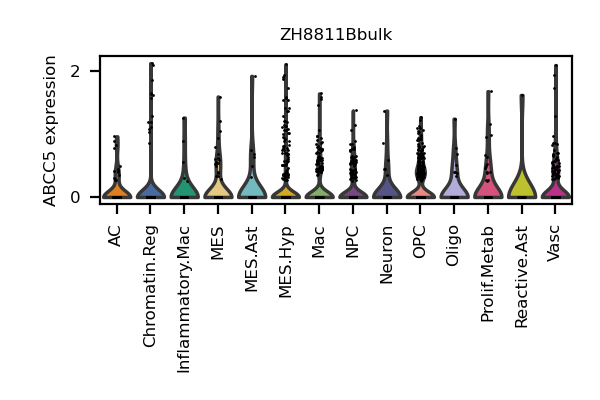 ZH8811Bbulk
ABCC5 expression
2
0
AC
Chromatin.Reg
Inflammatory.Mac
MES
MES.Ast
MES.Hyp
Mac
NPC
Neuron
OPC
Oligo
Prolif.Metab
Reactive.Ast
Vasc